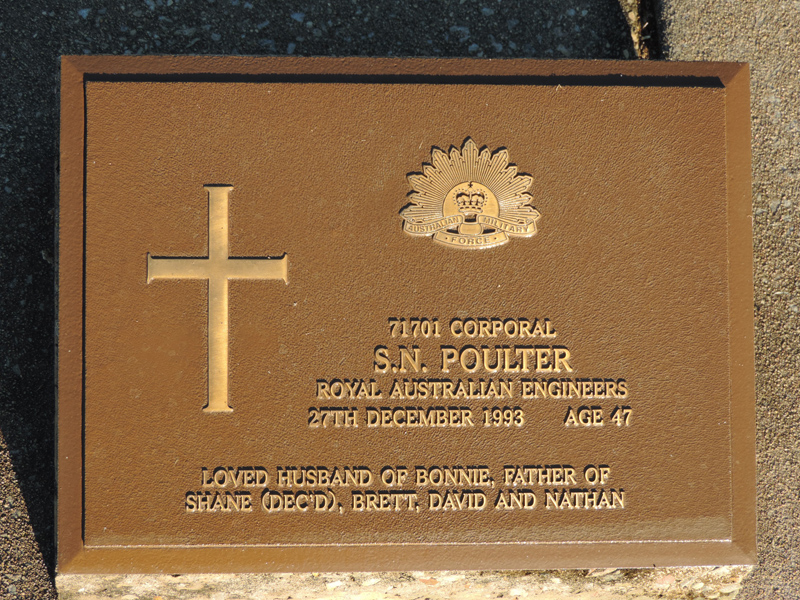 AUSTRALIAN MILITARY
FORCE
71701 CORPORAL
S.N. POULTER
ROYAL AUSTRALIAN ENGINEERS
27TH DECEMBER 1993 AGE 47
LOVED HUSBAND OF BONNIE, FATHER OF
SHANE (DEC'D), BRETT, DAVID AND NATHAN